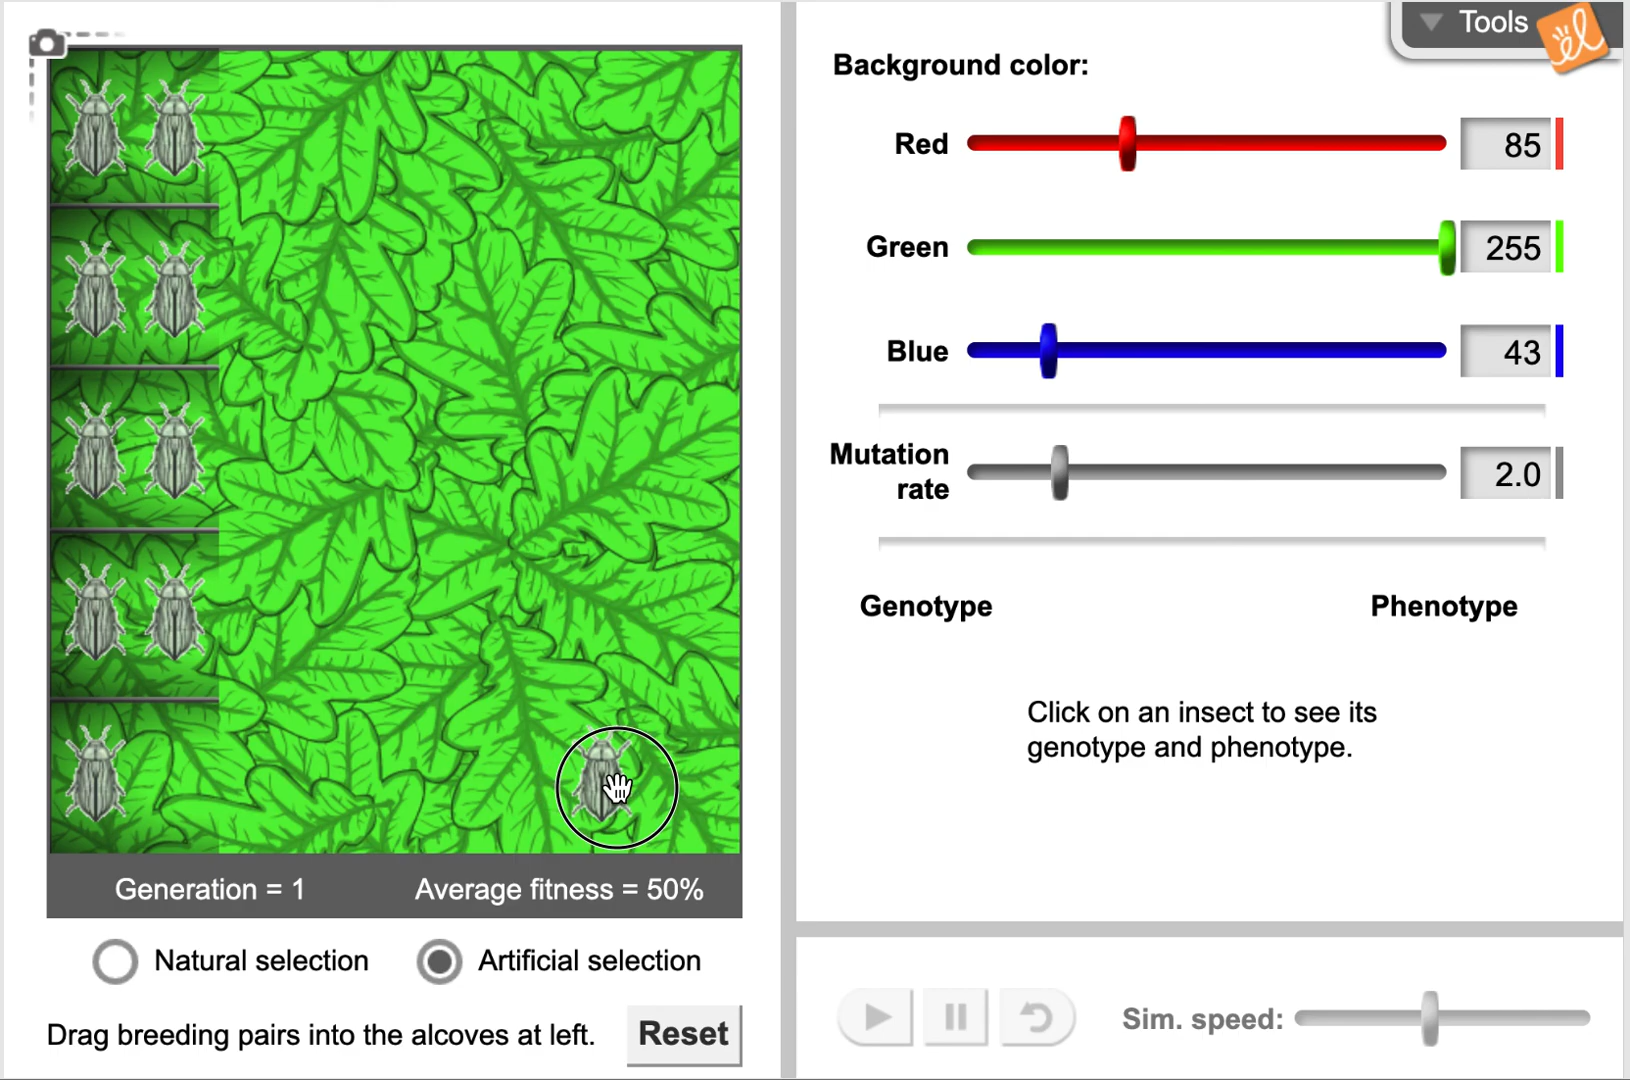 Tools
Background color:
Red
85
Green
255
Blue
43
Mutation
rate
2.0
Genotype
Phenotype
Click on an insect to see its
genotype and phenotype.
Generation = 1
Average fitness = 50%
Natural selection
Artificial selection
Drag breeding pairs into the alcoves at left.
Reset
Sim. speed: